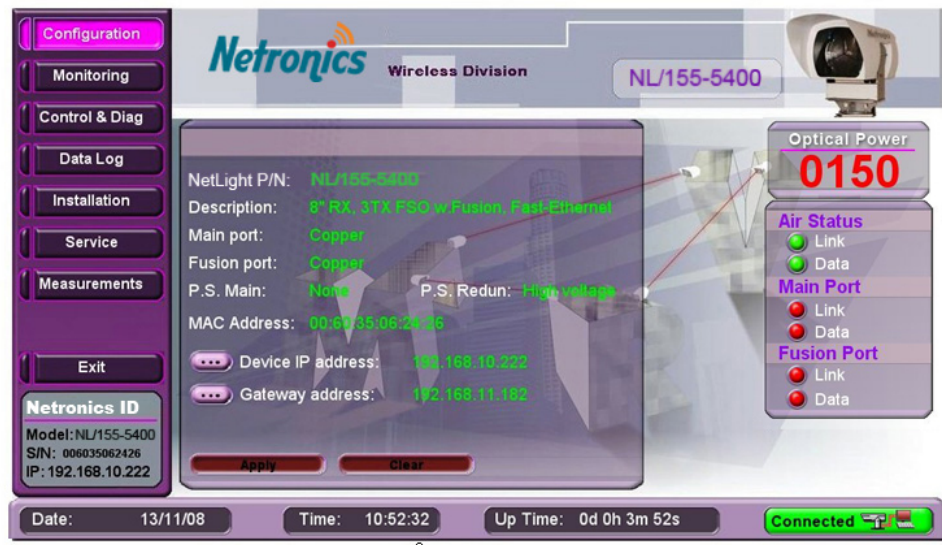 Configuration
Monitoring
Control & Diag
Data Log
Installation
Service
Measurements
Exit
Netronics ID
Model: NL/155-5400
S/N: 006035062426
IP: 192.168.10.222
Netronics Wireless Division
NL/155-5400
NetLight P/N: NL/155-5400
Description: 8" RX, 3TX FSO w.Fusion, Fast-Ethernet
Main port: Copper
Fusion port: Copper
P.S. Main: None P.S. Redun: High voltage
MAC Address: 00:60:35:06:24:26
... Device IP address: 192.168.10.222
... Gateway address: 192.168.11.182
Apply Clear
Optical Power
0150
Air Status
Link
Data
Main Port
Link
Data
Fusion Port
Link
Data
Date: 13/11/08 Time: 10:52:32 Up Time: 0d 0h 3m 52s Connected